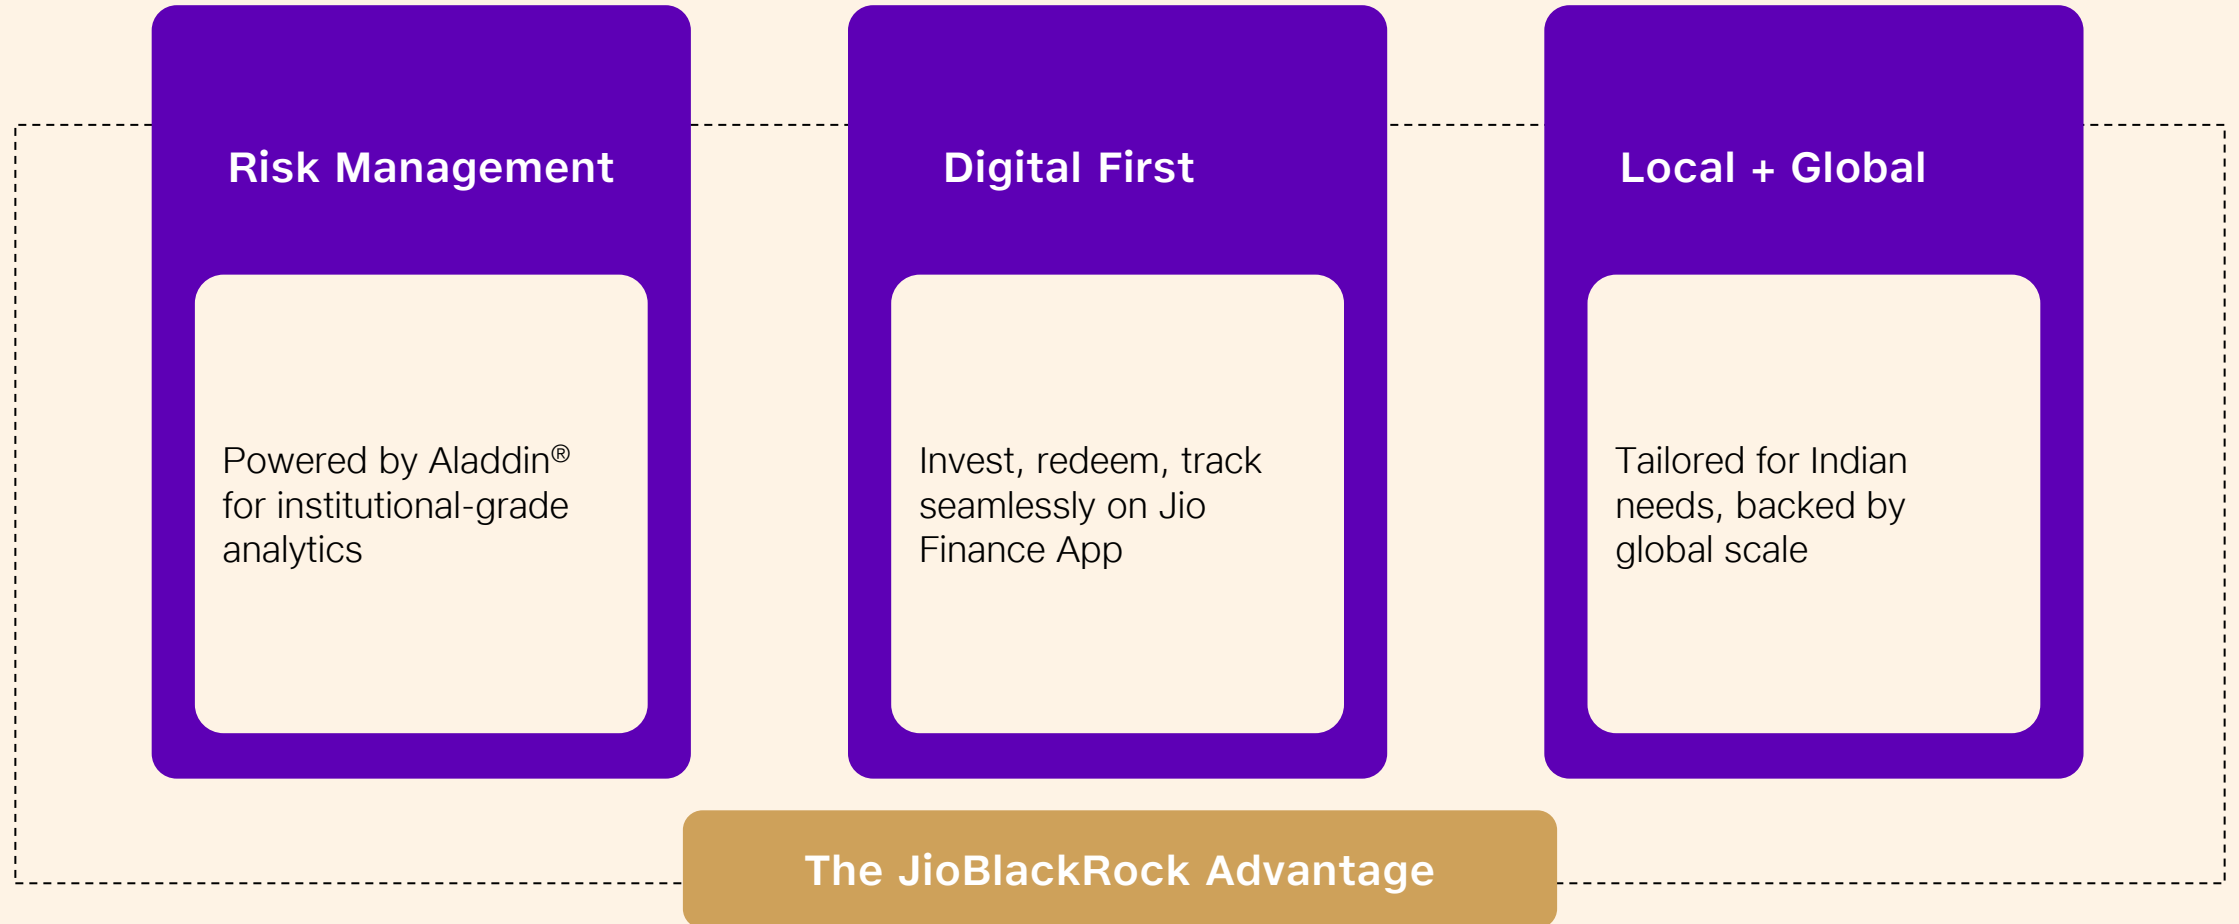 Risk Management
Powered by Aladdin®
for institutional-grade
analytics
Digital First
Invest, redeem, track
seamlessly on Jio
Finance App
Local + Global
Tailored for Indian
needs, backed by
global scale
The JioBlackRock Advantage